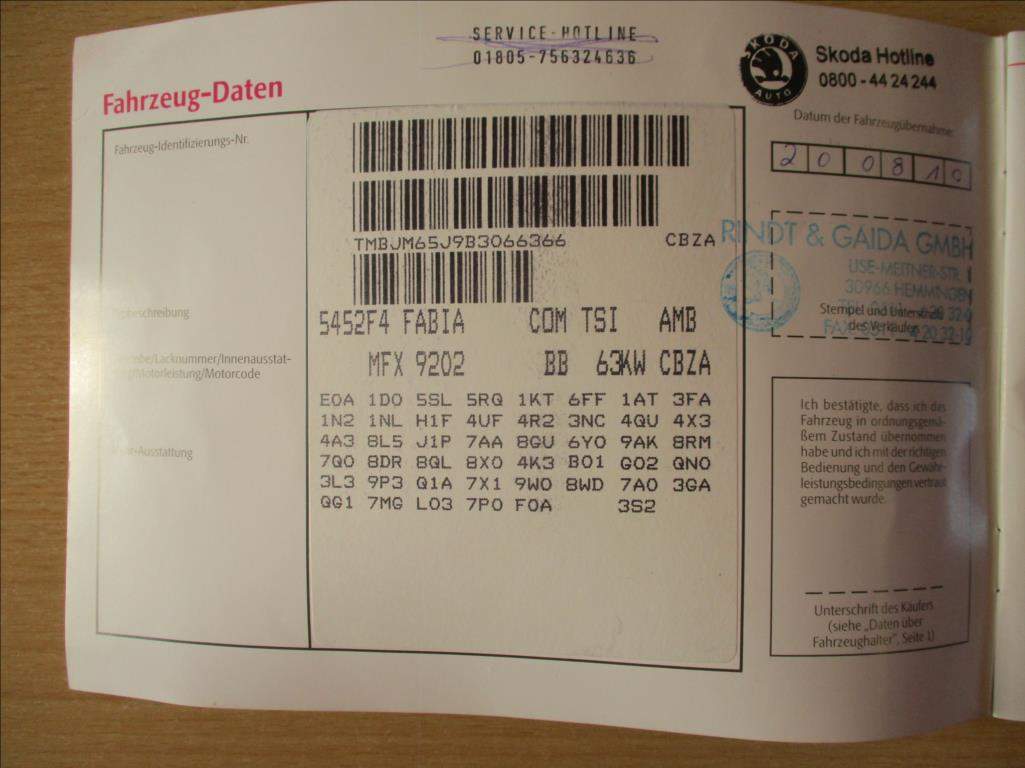 SERVICE-HOTLINE
01805-756324636
SKODA
AUTO
Skoda Hotline
0800-44 24 244
Fahrzeug-Daten
Datum der Fahrzeugübernahme:
Fahrzeug-Identifizierungs-Nr.
2 0 0 8 1 0
TMBJM65J9B3066366 CBZA
RINDT & GAIDA GMBH
30966 HEMMINGEN
Stempel und Unterschrift
des Verkäufers
5452F4 FABIA COM TSI AMB
MFX 9202 BB 63KW CBZA
/Lacknummer/Innenausstat-
/Motorleistung/Motorcode
E0A 1D0 5SL 5RQ 1KT 6FF 1AT 3FA
1N2 1NL H1F 4UF 4R2 3NC 4QU 4X3
4A3 8L5 J1P 7AA 8GU 6Y0 9AK 8RM
7Q0 8DR 8QL 8X0 4K3 B01 G02 QN0
3L3 9P3 Q1A 7X1 9W0 8WD 7A0 3GA
QG1 7MG L03 7P0 F0A 3S2
Ich bestätigte, dass ich das
Fahrzeug in ordnungsgemä-
ßem Zustand übernommen
habe und ich mit der richtigen
Bedienung und den Gewähr-
leistungsbedingungen vertraut
gemacht wurde.
Unterschrift des Käufers
(siehe „Daten über
Fahrzeughalter", Seite 1)